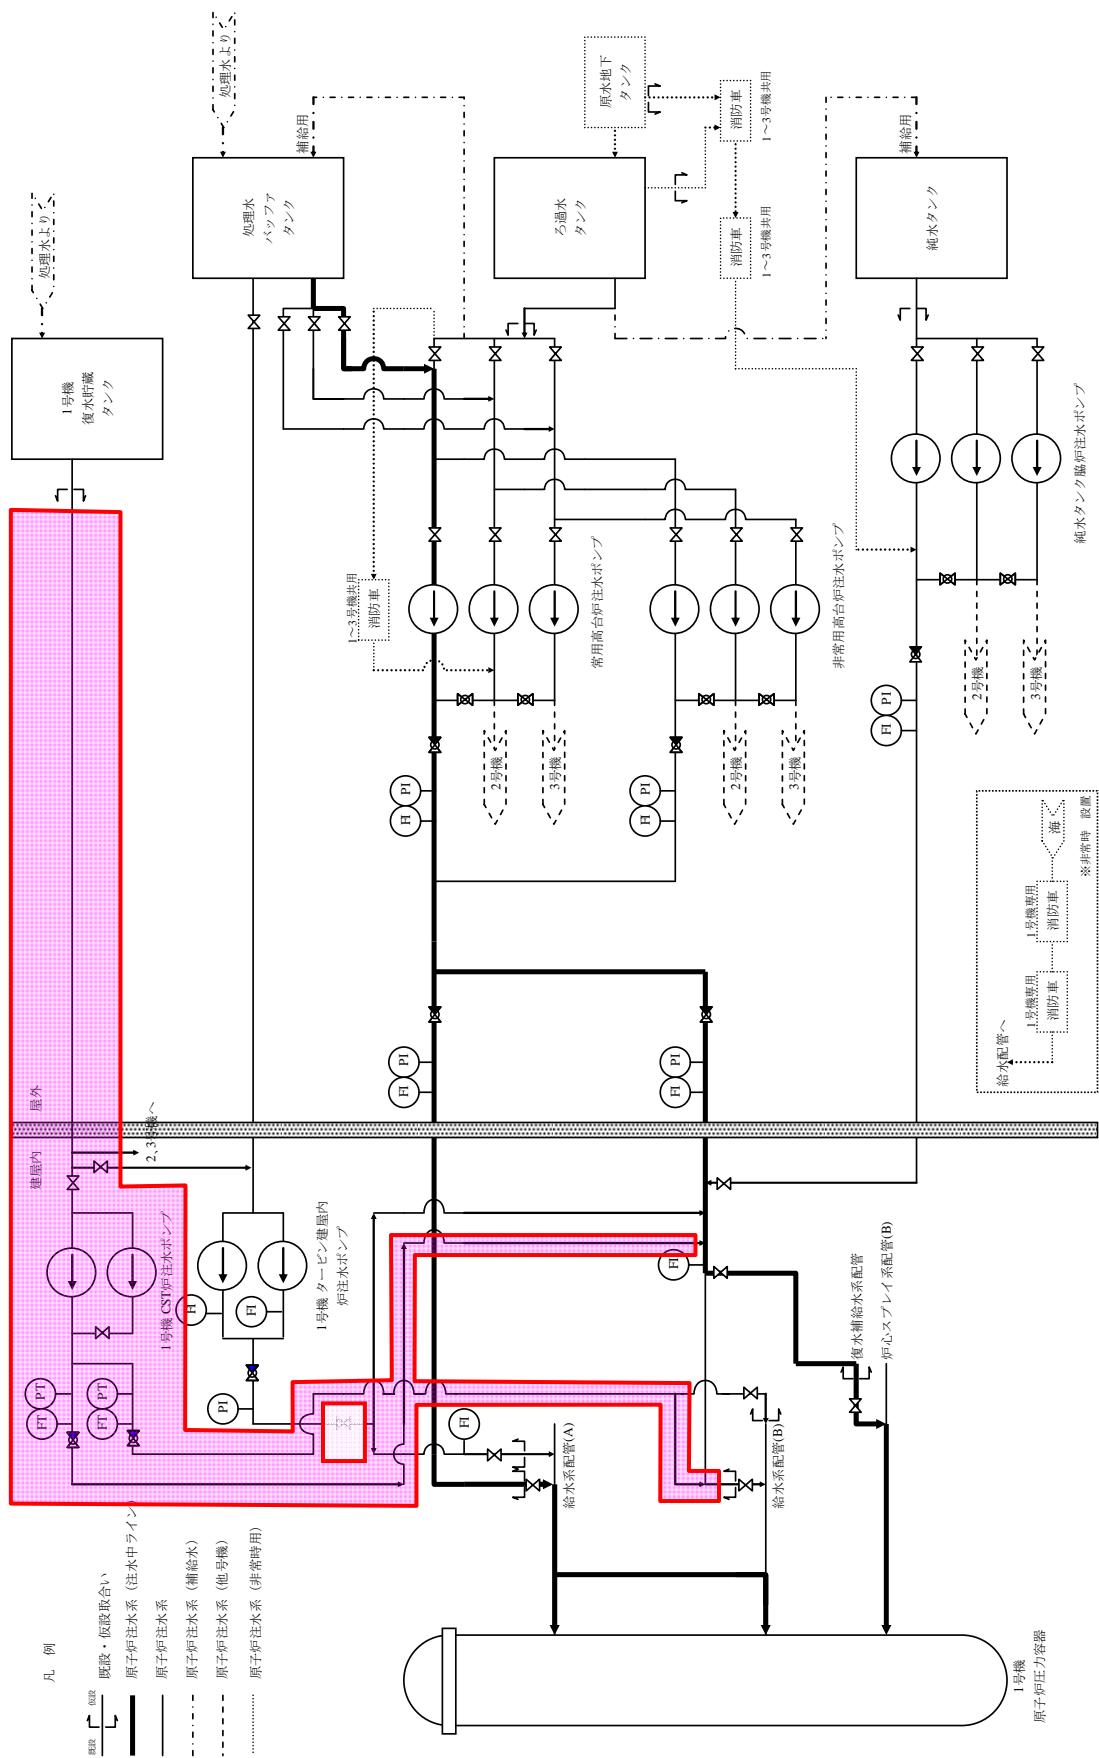 処理水より
処理水より
補給用
原水地下
タンク
消防車
1～3号機共用
補給用
処理水
バッファ
タンク
ろ過水
タンク
消防車
1～3号機共用
純水タンク
1号機
復水貯蔵
タンク
1～3号機共用
消防車
常用高台炉注水ポンプ
非常用高台炉注水ポンプ
純水タンク脇炉注水ポンプ
2号機
3号機
2号機
3号機
2号機
3号機
PI
FI
PI
H
PI
H
PI
FI
PI
FI
屋外
建屋内
2、3号機へ
海
※非常時　設置
1号機専用
消防車
1号機専用
消防車
給水配管へ
1号機 CST炉注水ポンプ
1号機 タービン建屋内
炉注水ポンプ
H
FI
PI
PT
FT
PT
FT
FI
FI
復水補給水系配管
炉心スプレイ系配管(B)
給水系配管(A)
給水系配管(B)
1号機
原子炉圧力容器
凡　例
既設
仮設
既設・仮設取合い
原子炉注水系（注水中ライン）
原子炉注水系
原子炉注水系（補給水）
原子炉注水系（他号機）
原子炉注水系（非常時用）